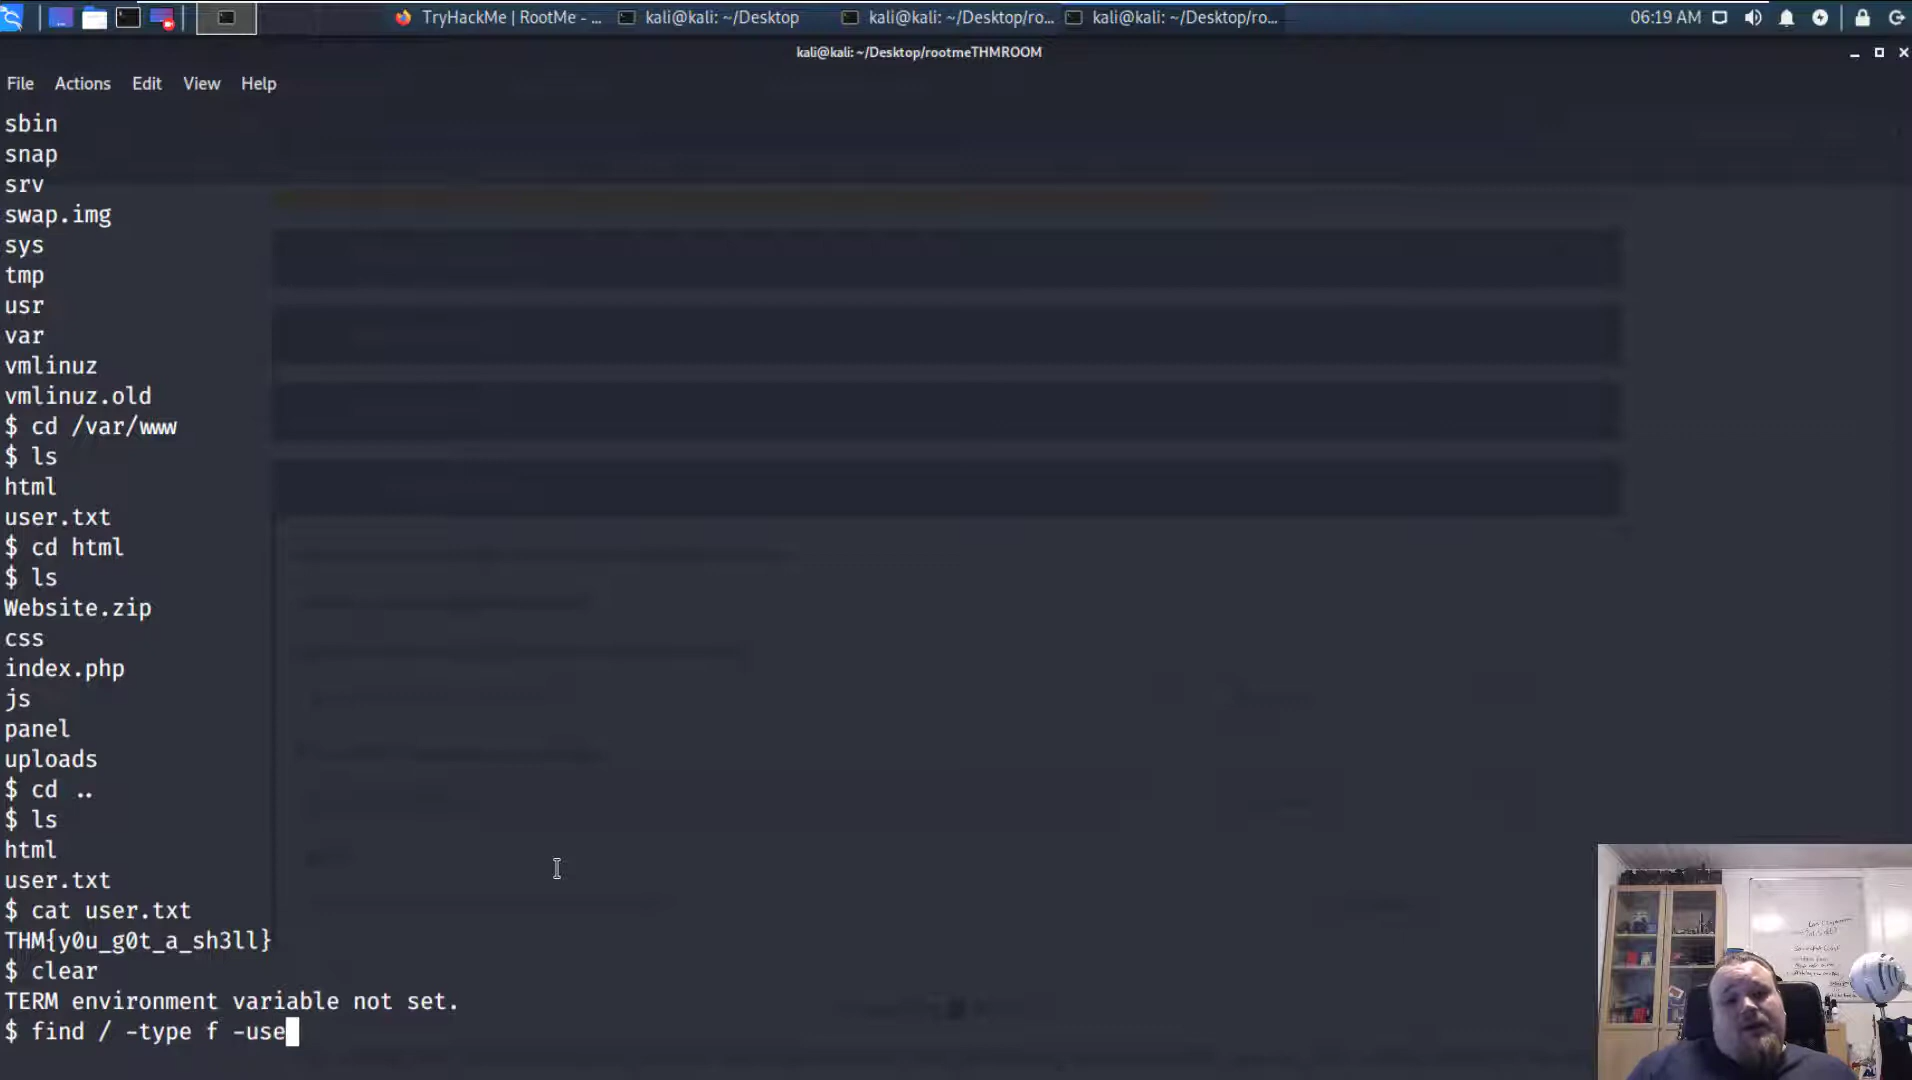 TryHackMe | RootMe - ...
kali@kali: ~/Desktop
kali@kali: ~/Desktop/ro...
kali@kali: ~/Desktop/ro...
06:19 AM
kali@kali: ~/Desktop/rootmeTHMROOM
File Actions Edit View Help
sbin
snap
srv
swap.img
sys
tmp
usr
var
vmlinuz
vmlinuz.old
$ cd /var/www
$ ls
html
user.txt
$ cd html
$ ls
Website.zip
css
index.php
js
panel
uploads
$ cd ..
$ ls
html
user.txt
$ cat user.txt
THM{y0u_g0t_a_sh3ll}
$ clear
TERM environment variable not set.
$ find / -type f -use